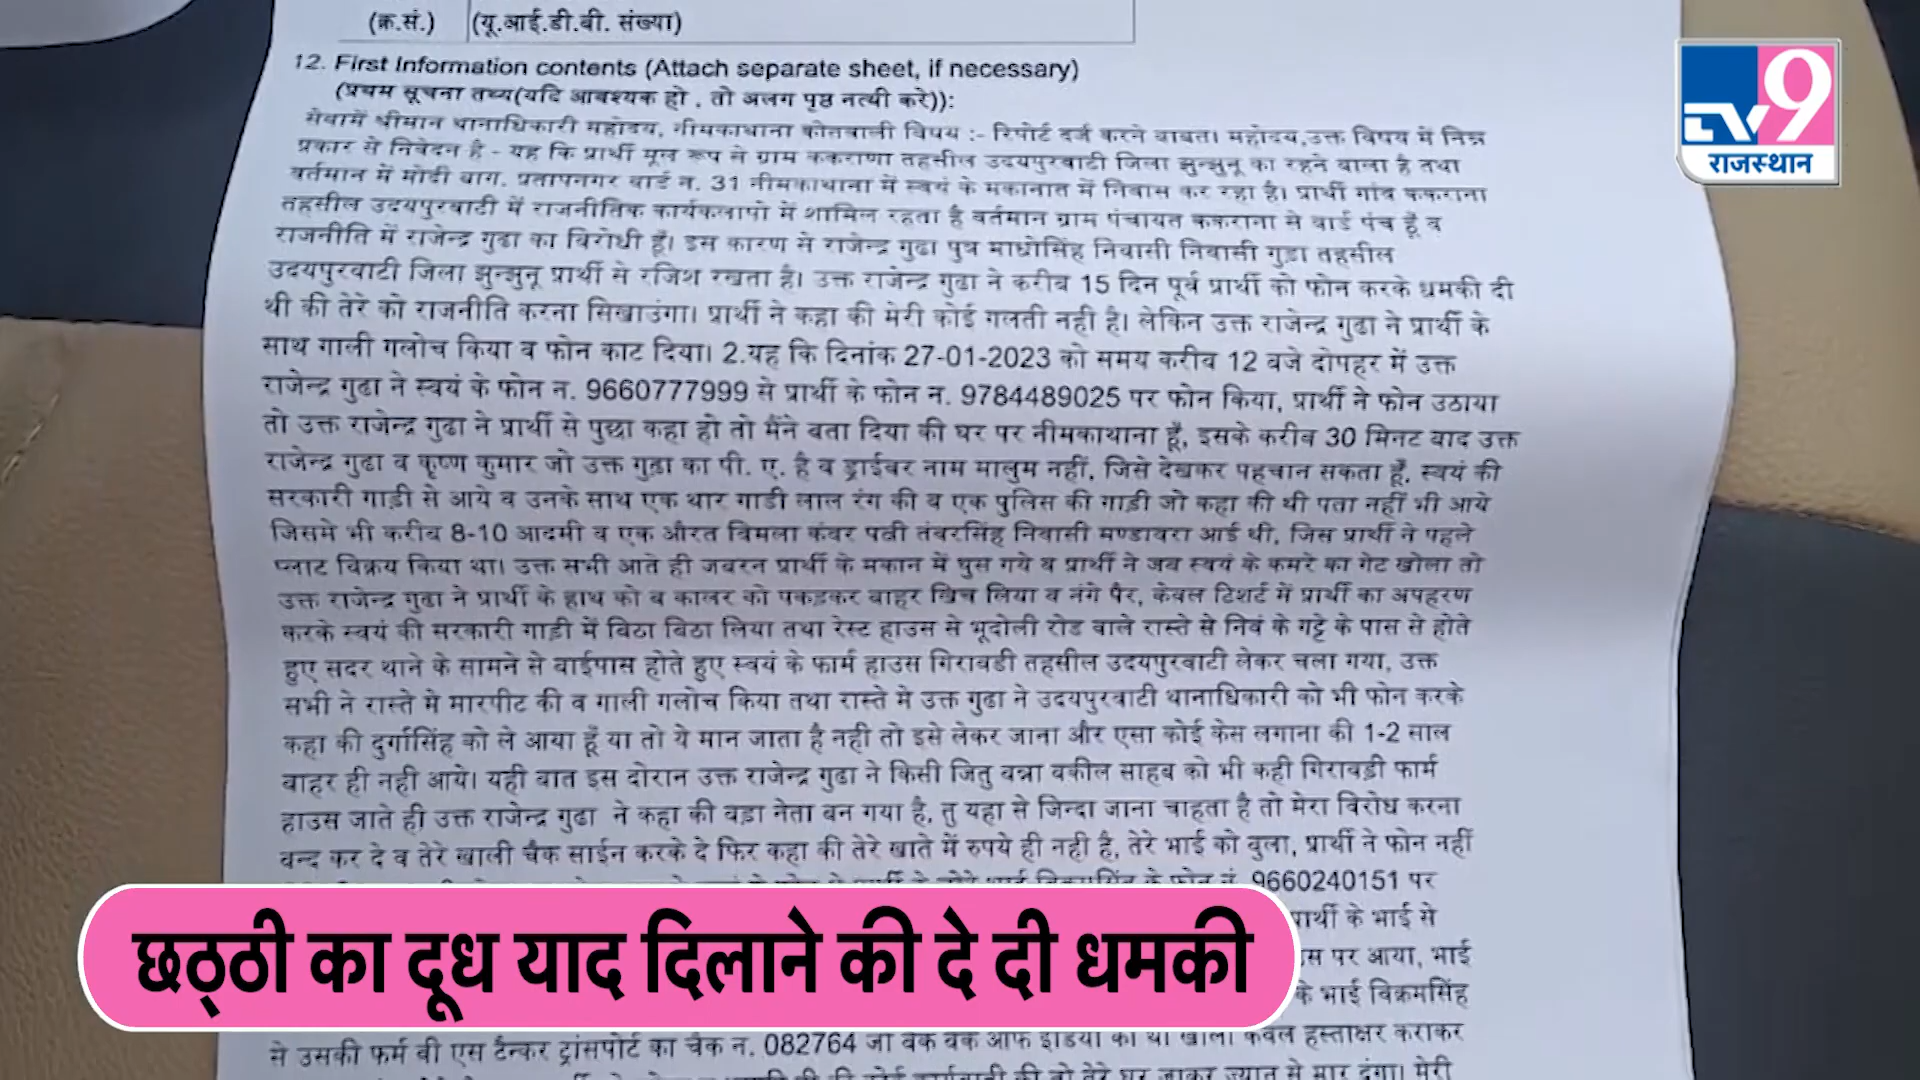 (क्र.सं.) (यू.आई.डी.बी. संख्या)
12. First Information contents (Attach separate sheet, if necessary)
(प्रथम सूचना तथ्य(यदि आवश्यक हो , तो अलग पृष्ठ नत्थी करे)):
सेवामें श्रीमान थानाधिकारी महोदय, नीमकाथाना कोतवाली विषय :- रिपोर्ट दर्ज करने बाबत। महोदय,उक्त विषय में निम्न
प्रकार से निवेदन है - यह कि प्रार्थी मूल रूप से ग्राम ककराणा तहसील उदयपुरवाटी जिला झुन्झुनू का रहने वाला है तथा
वर्तमान में मोदी बाग. प्रतापनगर वार्ड न. 31 नीमकाथाना में स्वयं के मकानात में निवास कर रहा है। प्रार्थी गांव ककराना
तहसील उदयपुरवाटी में राजनीतिक कार्यकलापो में शामिल रहता है वर्तमान ग्राम पंचायत ककराना से वार्ड पंच हूँ व
राजनीति में राजेन्द्र गुढा का विरोधी हूँ। इस कारण से राजेन्द्र गुढा पुत्र माधोसिंह निवासी निवासी गुड़ा तहसील
उदयपुरवाटी जिला झुन्झुनू प्रार्थी से रजिश रखता है। उक्त राजेन्द्र गुढा ने करीब 15 दिन पूर्व प्रार्थी को फोन करके धमकी दी
थी की तेरे को राजनीति करना सिखाउंगा। प्रार्थी ने कहा की मेरी कोई गलती नही है। लेकिन उक्त राजेन्द्र गुढा ने प्रार्थी के
साथ गाली गलोच किया व फोन काट दिया। 2.यह कि दिनांक 27-01-2023 को समय करीब 12 बजे दोपहर में उक्त
राजेन्द्र गुढा ने स्वयं के फोन न. 9660777999 से प्रार्थी के फोन न. 9784489025 पर फोन किया, प्रार्थी ने फोन उठाया
तो उक्त राजेन्द्र गुढा ने प्रार्थी से पुछा कहा हो तो मैंने बता दिया की घर पर नीमकाथाना हूँ, इसके करीब 30 मिनट बाद उक्त
राजेन्द्र गुढा व कृष्ण कुमार जो उक्त गुढ़ा का पी. ए. है व ड्राईवर नाम मालुम नहीं, जिसे देखकर पहचान सकता हूँ, स्वयं की
सरकारी गाड़ी से आये व उनके साथ एक थार गाडी लाल रंग की व एक पुलिस की गाड़ी जो कहा की थी पता नहीं भी आये
जिसमे भी करीब 8-10 आदमी व एक औरत विमला कंवर पत्नी तंवरसिंह निवासी मण्डावरा आई थी, जिस प्रार्थी ने पहले
प्लाट विक्रय किया था। उक्त सभी आते ही जबरन प्रार्थी के मकान में घुस गये व प्रार्थी ने जब स्वयं के कमरे का गेट खोला तो
उक्त राजेन्द्र गुढा ने प्रार्थी के हाथ को व कालर को पकड़कर बाहर खिच लिया व नंगे पैर, केवल टिशर्ट में प्रार्थी का अपहरण
करके स्वयं की सरकारी गाड़ी में बिठा बिठा लिया तथा रेस्ट हाउस से भूदोली रोड वाले रास्ते से निवं के गट्टे के पास से होते
हुए सदर थाने के सामने से बाईपास होते हुए स्वयं के फार्म हाउस गिरावडी तहसील उदयपुरवाटी लेकर चला गया, उक्त
सभी ने रास्ते मे मारपीट की व गाली गलोच किया तथा रास्ते मे उक्त गुढा ने उदयपुरवाटी थानाधिकारी को भी फोन करके
कहा की दुर्गासिंह को ले आया हूँ या तो ये मान जाता है नही तो इसे लेकर जाना और एसा कोई केस लगाना की 1-2 साल
बाहर ही नही आये। यही बात इस दोरान उक्त राजेन्द्र गुढा ने किसी जितु बन्ना वकील साहब को भी कही गिरावड़ी फार्म
हाउस जाते ही उक्त राजेन्द्र गुढा ने कहा की बड़ा नेता बन गया है, तु यहा से जिन्दा जाना चाहता है तो मेरा विरोध करना
बन्द कर दे व तेरे खाली चैक साईन करके दे फिर कहा की तेरे खाते में रुपये ही नही है, तेरे भाई को बुला, प्रार्थी ने फोन नहीं
के फोन नं. 9660240151 पर
प्रार्थी के भाई से
पर आया, भाई
के भाई विक्रमसिंह
से उसकी फर्म बी एस टैन्कर ट्रांसपोर्ट का चैक न. 082764 जो बैंक बैंक आफ इंडिया का था खाली केवल हस्ताक्षर कराकर
तो तेरे घर जाकर ज्यान से मार दुंगा। मेरी
छठ्ठी का दूध याद दिलाने की दे दी धमकी
TV9
राजस्थान